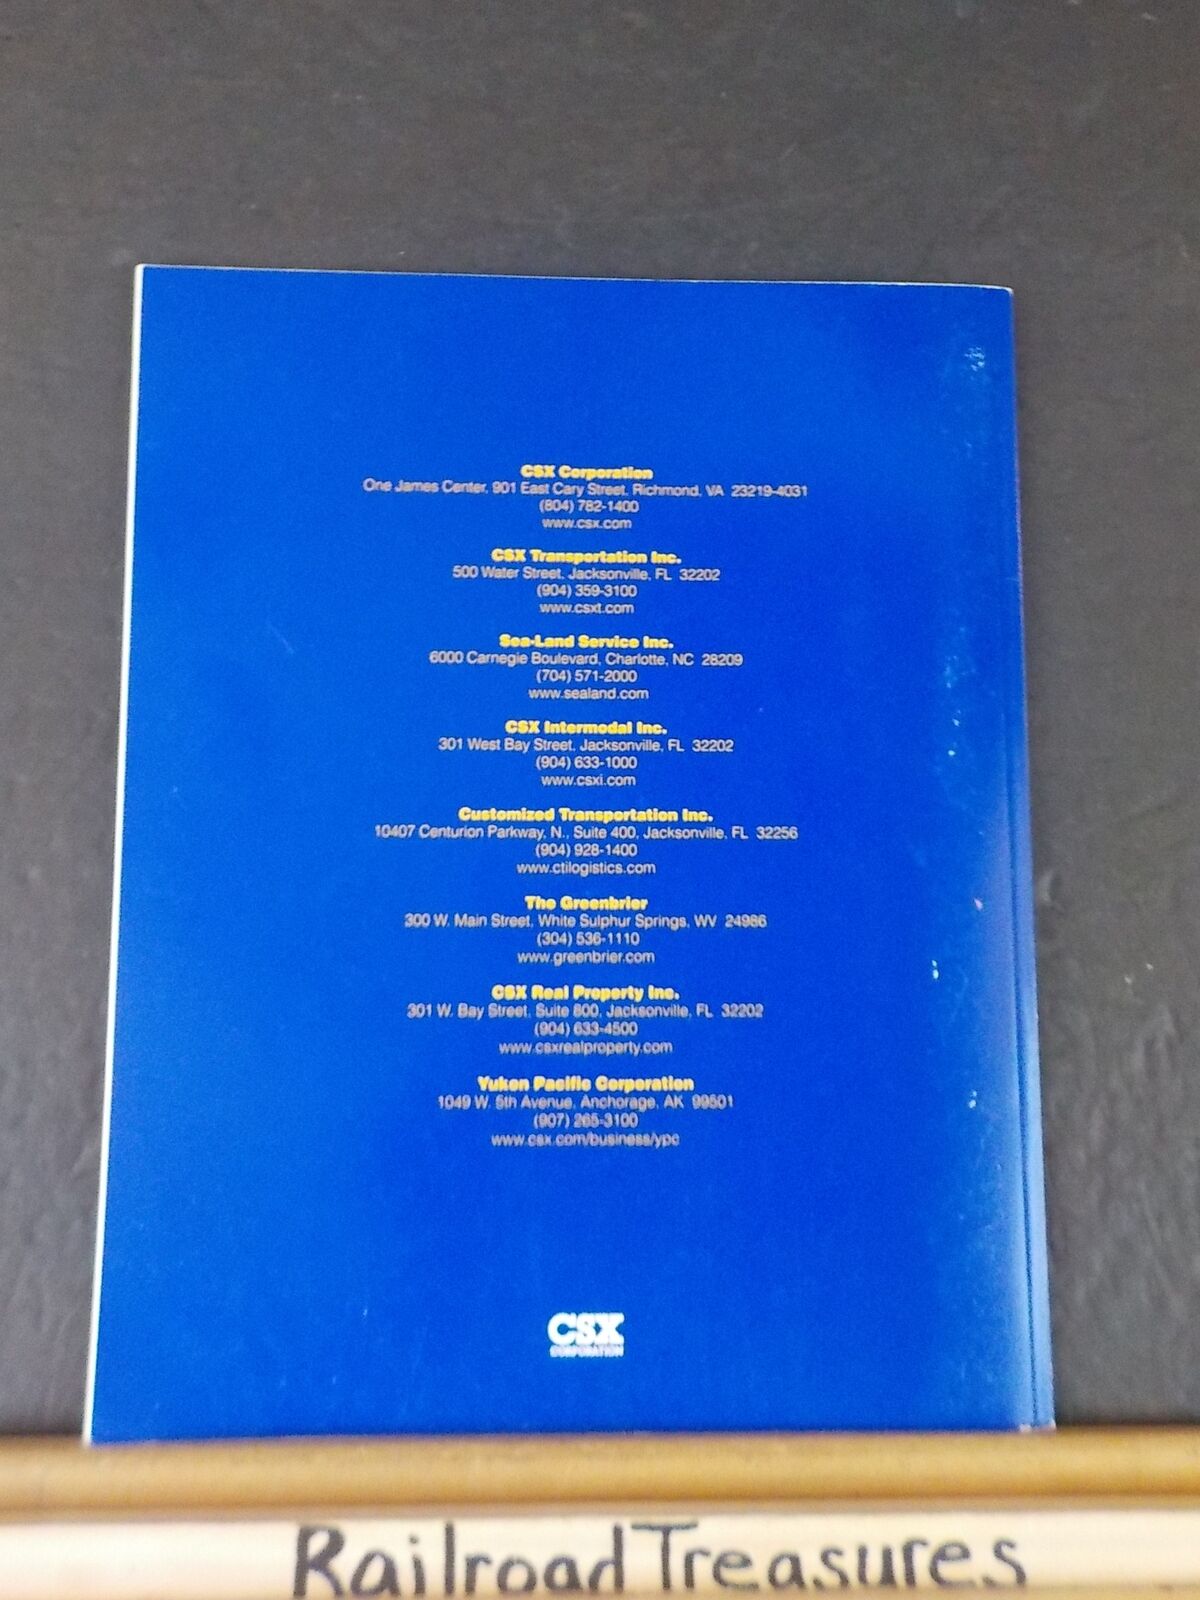 CSX Corporation
One James Center, 901 East Cary Street, Richmond, VA 23219-4031
(804) 782-1400
www.csx.com
CSX Transportation Inc.
500 Water Street, Jacksonville, FL 32202
(904) 359-3100
www.csxt.com
Sea-Land Service Inc.
6000 Carnegie Boulevard, Charlotte, NC 28209
(704) 571-2000
www.sealand.com
CSX Intermodal Inc.
301 West Bay Street, Jacksonville, FL 32202
(904) 633-1000
www.csxi.com
Customized Transportation Inc.
10407 Centurion Parkway, N., Suite 400, Jacksonville, FL 32256
(904) 928-1400
www.ctilogistics.com
The Greenbrier
300 W. Main Street, White Sulphur Springs, WV 24986
(304) 536-1110
www.greenbrier.com
CSX Real Property Inc.
301 W. Bay Street, Suite 800, Jacksonville, FL 32202
(904) 633-4500
www.csxrealproperty.com
Yukon Pacific Corporation
1049 W. 5th Avenue, Anchorage, AK 99501
(907) 265-3100
www.csx.com/business/ypc
CSX
CORPORATION
Railroad Treasures